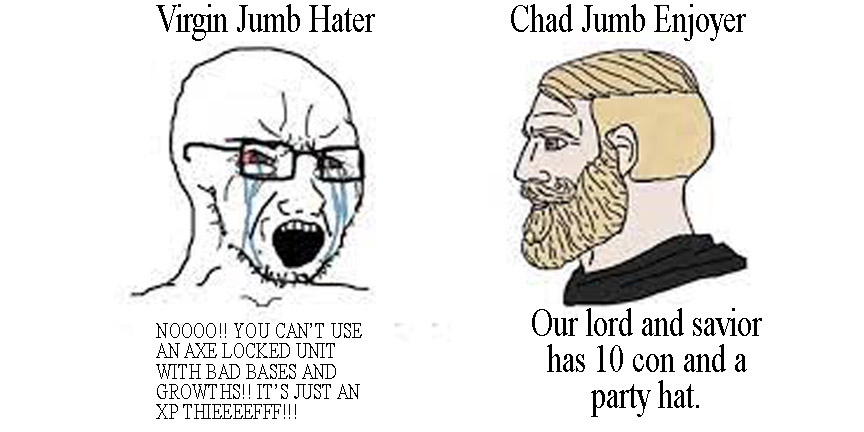 Virgin Jumb Hater
Chad Jumb Enjoyer
NOOOO!! YOU CAN'T USE
AN AXE LOCKED UNIT
WITH BAD BASES AND
GROWTHS!! IT'S JUST AN
XP THIEEEEFFF!!!
Our lord and savior
has 10 con and a
party hat.